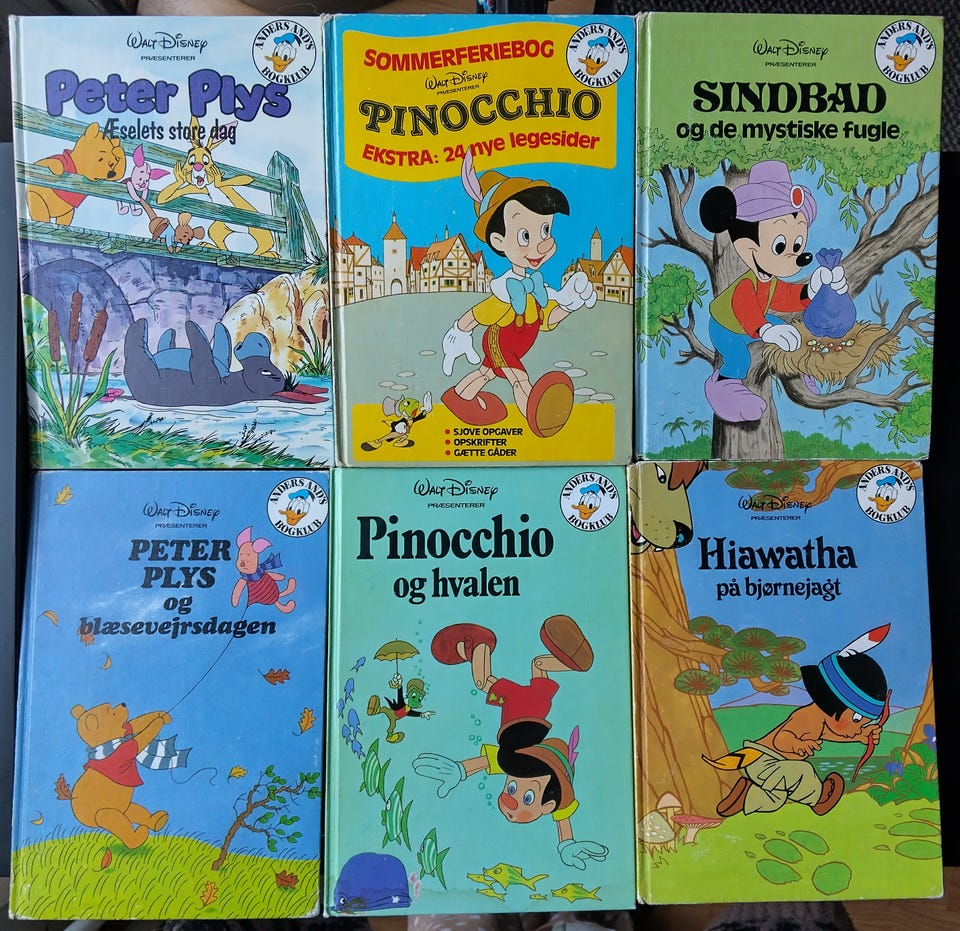 WALT DISNEY
PRÆSENTERER
ANDERS AND'S
BOGKLUB
Peter Plys
Æselets store dag
SOMMERFERIEBOG
WALT DISNEY
PRÆSENTERER
ANDERS AND'S
BOGKLUB
PINOCCHIO
EKSTRA: 24 nye legesider
• SJOVE OPGAVER
• OPSKRIFTER
• GÆTTE GÅDER
WALT DISNEY
PRÆSENTERER
ANDERS AND'S
BOGKLUB
SINDBAD
og de mystiske fugle
WALT DISNEY
PRÆSENTERER
ANDERS AND'S
BOGKLUB
PETER
PLYS
og
blæsevejrsdagen
WALT DISNEY
PRÆSENTERER
ANDERS AND'S
BOGKLUB
Pinocchio
og hvalen
WALT DISNEY
PRÆSENTERER
ANDERS AND'S
BOGKLUB
Hiawatha
på bjørnejagt